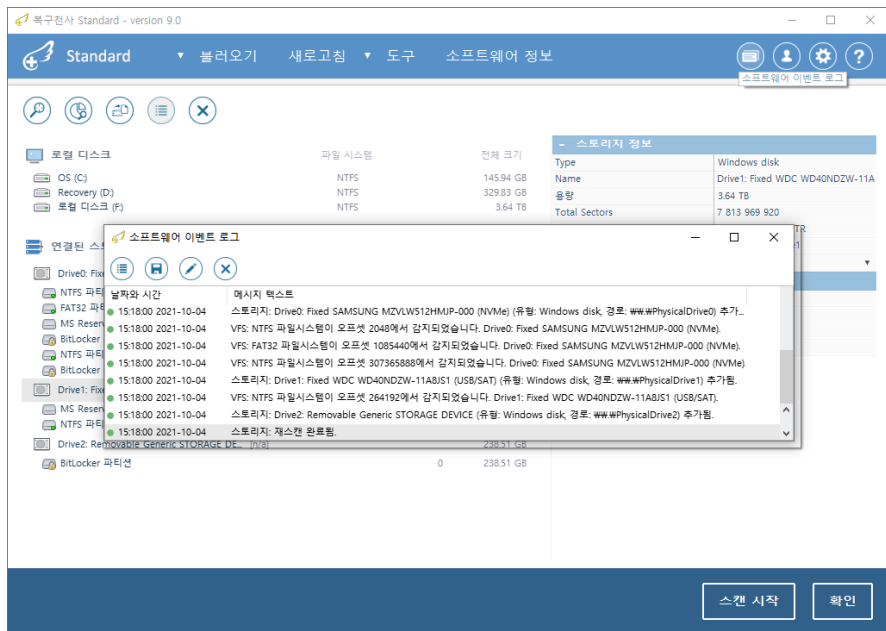 복구전사 Standard - version 9.0
Standard ▼ 불러오기 새로고침 ▼ 도구 소프트웨어 정보
소프트웨어 이벤트 로그
로컬 디스크 파일 시스템 전체 크기
OS (C:) NTFS 145.94 GB
Recovery (D:) NTFS 329.83 GB
로컬 디스크 (F:) NTFS 3.64 TB
− 스토리지 정보
Type Windows disk
Name Drive1: Fixed WDC WD40NDZW-11A
용량 3.64 TB
Total Sectors 7 813 969 920
TR
연결된 스
Drive0: Fixe
NTFS 파티
FAT32 파트
MS Reserv
BitLocker
NTFS 파티
BitLocker
Drive1: Fixe
MS Reserv
NTFS 파티
소프트웨어 이벤트 로그
날짜와 시간 메시지 텍스트
15:18:00 2021-10-04 스토리지: Drive0: Fixed SAMSUNG MZVLW512HMJP-000 (NVMe) (유형: Windows disk, 경로: ₩₩.₩PhysicalDrive0) 추가...
15:18:00 2021-10-04 VFS: NTFS 파일시스템이 오프셋 2048에서 감지되었습니다. Drive0: Fixed SAMSUNG MZVLW512HMJP-000 (NVMe).
15:18:00 2021-10-04 VFS: FAT32 파일시스템이 오프셋 1085440에서 감지되었습니다. Drive0: Fixed SAMSUNG MZVLW512HMJP-000 (NVMe).
15:18:00 2021-10-04 VFS: NTFS 파일시스템이 오프셋 307365888에서 감지되었습니다. Drive0: Fixed SAMSUNG MZVLW512HMJP-000 (NVMe)
15:18:00 2021-10-04 스토리지: Drive1: Fixed WDC WD40NDZW-11A8JS1 (USB/SAT) (유형: Windows disk, 경로: ₩₩.₩PhysicalDrive1) 추가됨.
15:18:00 2021-10-04 VFS: NTFS 파일시스템이 오프셋 264192에서 감지되었습니다. Drive1: Fixed WDC WD40NDZW-11A8JS1 (USB/SAT).
15:18:00 2021-10-04 스토리지: Drive2: Removable Generic STORAGE DEVICE (유형: Windows disk, 경로: ₩₩.₩PhysicalDrive2) 추가됨.
15:18:00 2021-10-04 스토리지: 재스캔 완료됨.
Drive2: Removable Generic STORAGE DE... [n/a] 238.51 GB
BitLocker 파티션 0 238.51 GB
스캔 시작 확인